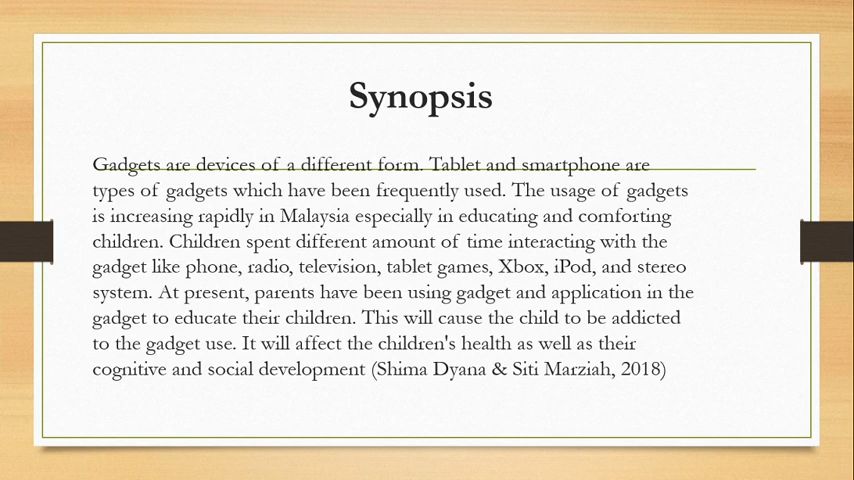 Synopsis
Gadgets are devices of a different form. Tablet and smartphone are
types of gadgets which have been frequently used. The usage of gadgets
is increasing rapidly in Malaysia especially in educating and comforting
children. Children spent different amount of time interacting with the
gadget like phone, radio, television, tablet games, Xbox, iPod, and stereo
system. At present, parents have been using gadget and application in the
gadget to educate their children. This will cause the child to be addicted
to the gadget use. It will affect the children's health as well as their
cognitive and social development (Shima Dyana & Siti Marziah, 2018)